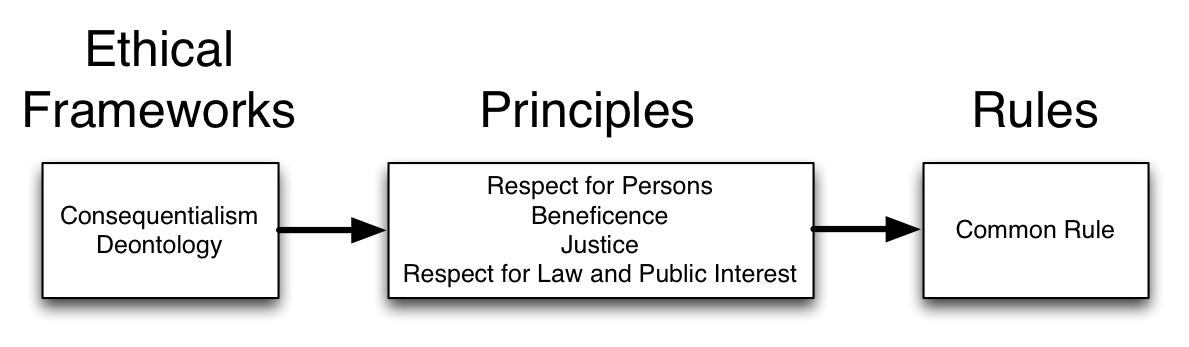 Ethical
Frameworks
Principles
Rules
Consequentialism
Deontology
Respect for Persons
Beneficence
Justice
Respect for Law and Public Interest
Common Rule